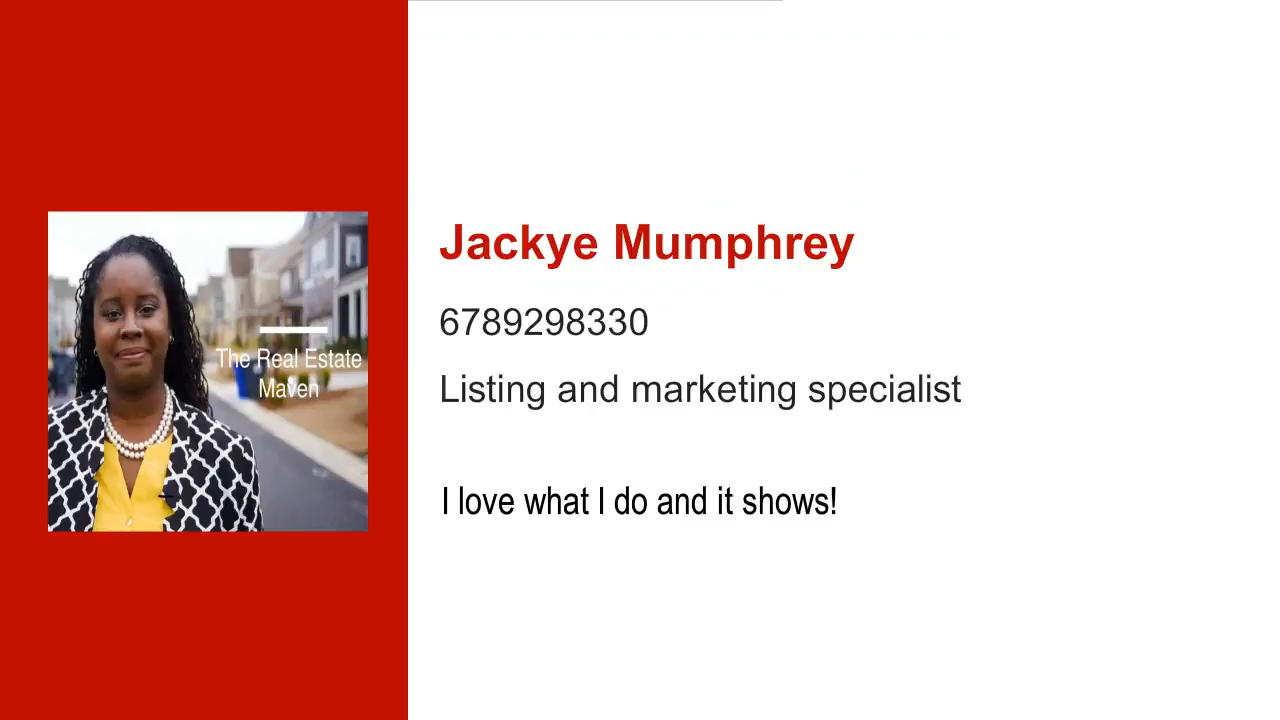 Jackye Mumphrey
6789298330
Listing and marketing specialist
The Real Estate
Maven
I love what I do and it shows!